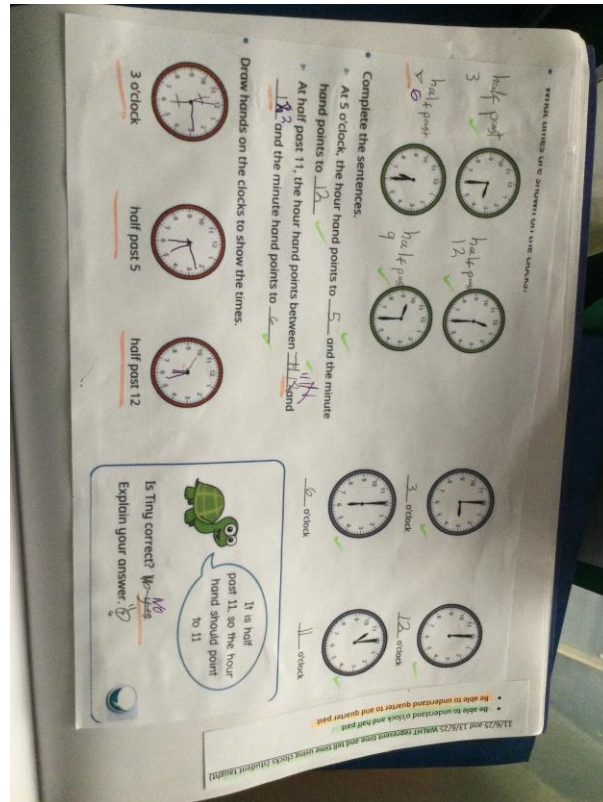 11/6/25 and 13/6/25 WALHT represent time and tell time using clocks (student taught)
• Be able to understand o'clock and half past
• Be able to understand quarter to and quarter past
• What times are shown on the clocks?
half past 3
half past 12
half past 6
half past 9
• Complete the sentences.
At 5 o'clock, the hour hand points to 5 and the minute
hand points to 12
At half past 11, the hour hand points between 11 and
12 and the minute hand points to 6
• Draw hands on the clocks to show the times.
3 o'clock
half past 5
half past 12
3 o'clock
12 o'clock
6 o'clock
11 o'clock
It is half
past 11, so the hour
hand should point
to 11
Is Tiny correct? No
Explain your answer.